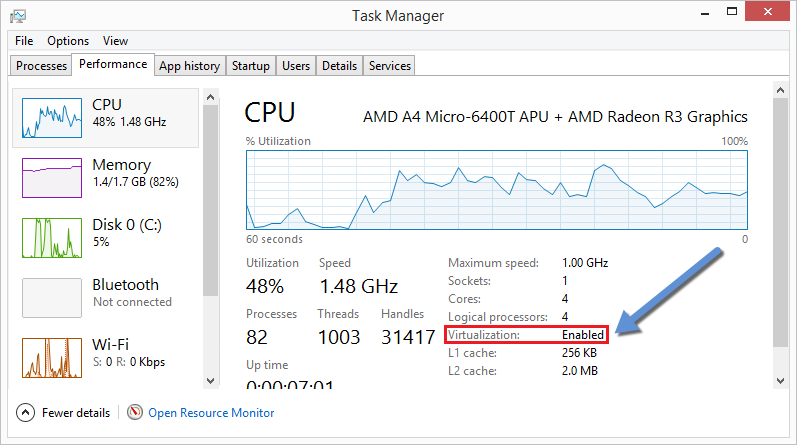 Task Manager
File Options View
Processes Performance App history Startup Users Details Services
CPU
48% 1.48 GHz
Memory
1.4/1.7 GB (82%)
Disk 0 (C:)
5%
Bluetooth
Not connected
Wi-Fi
S: 0 R: 0 Kbps
CPU
AMD A4 Micro-6400T APU + AMD Radeon R3 Graphics
% Utilization 100%
60 seconds 0
Utilization Speed
48% 1.48 GHz
Processes Threads Handles
82 1003 31417
Up time
0:00:07:01
Maximum speed: 1.00 GHz
Sockets: 1
Cores: 4
Logical processors: 4
Virtualization: Enabled
L1 cache: 256 KB
L2 cache: 2.0 MB
Fewer details Open Resource Monitor